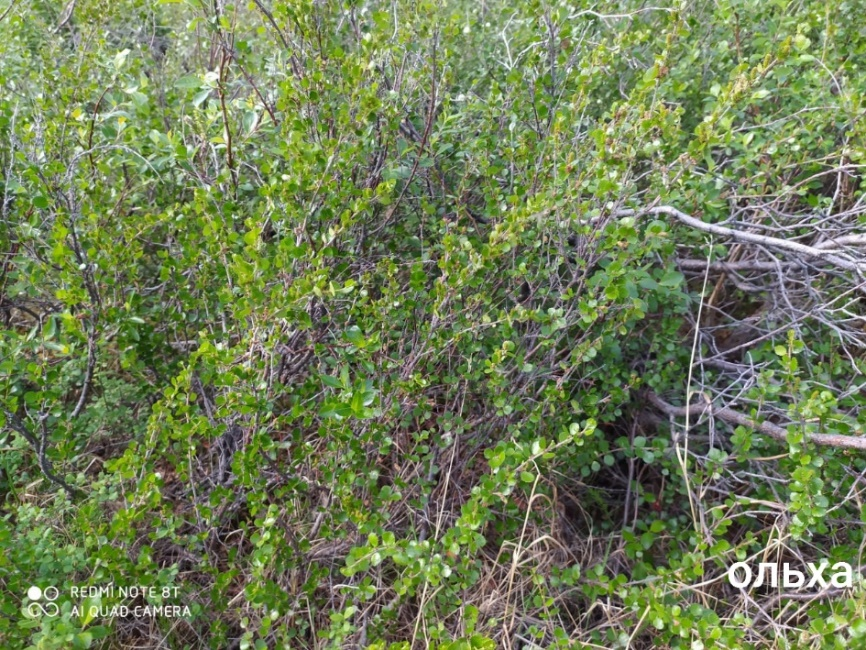 REDMI NOTE 8T
AI QUAD CAMERA
ольха